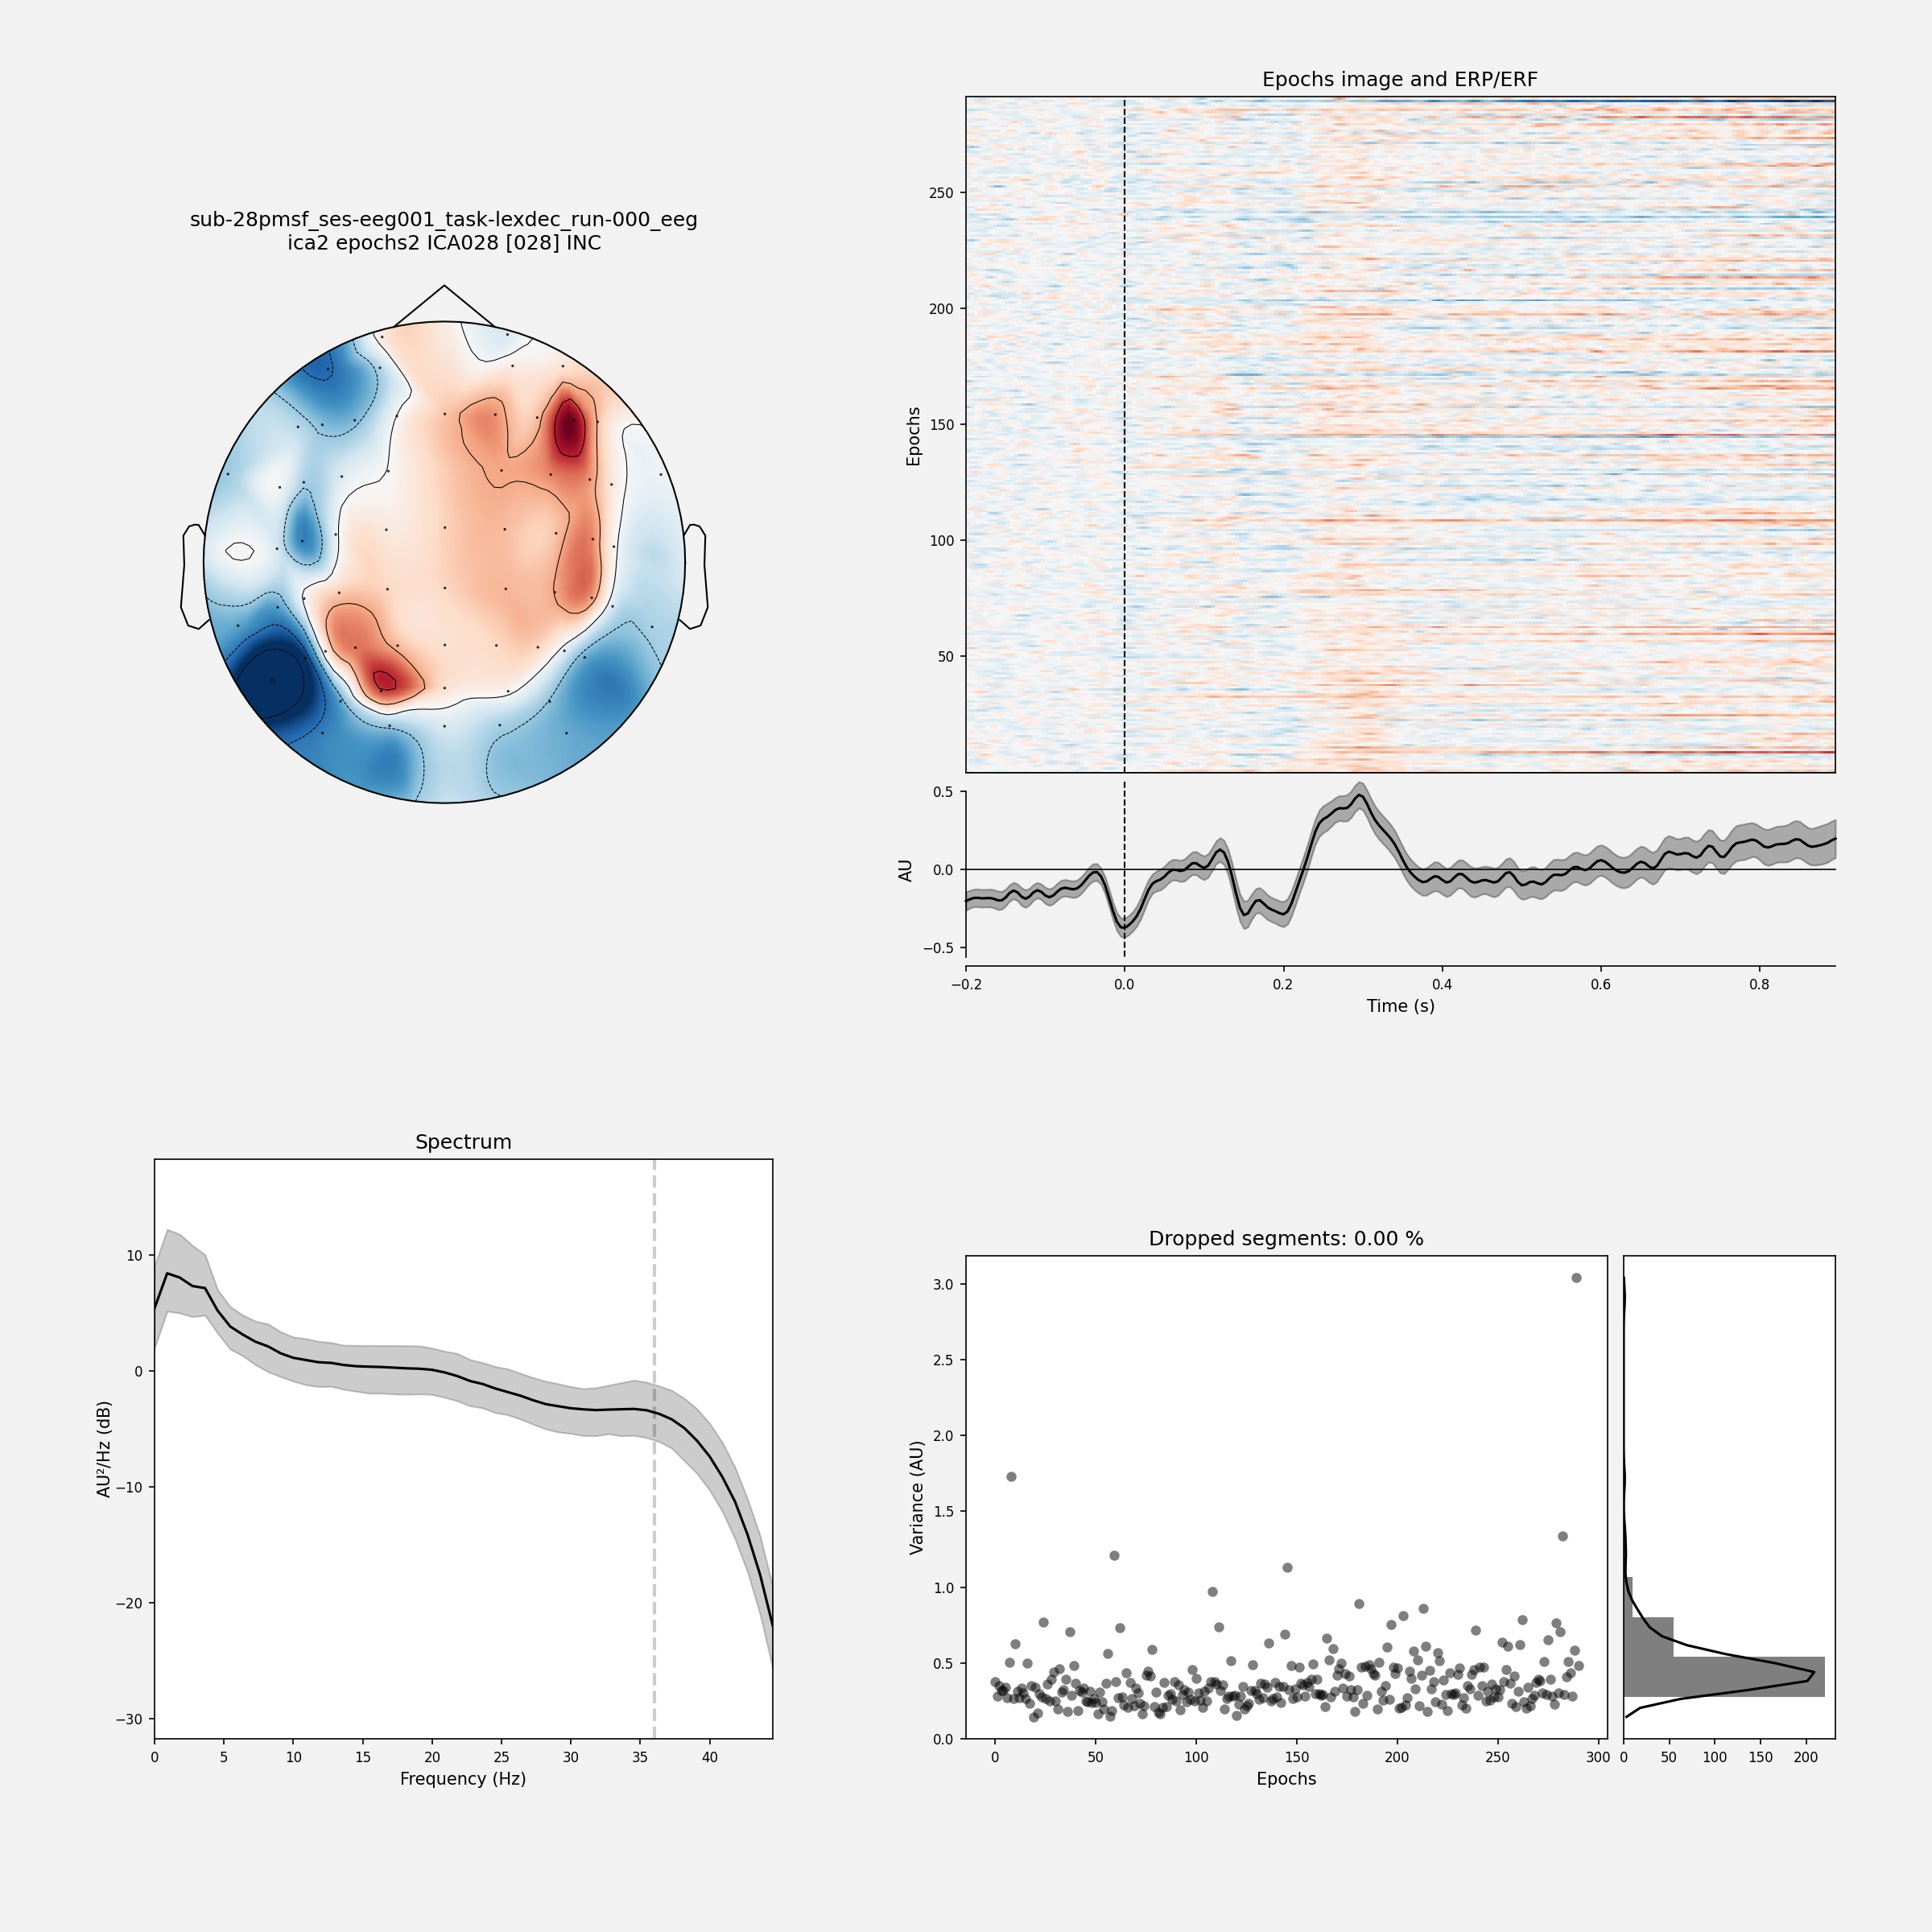 sub-28pmsf_ses-eeg001_task-lexdec_run-000_eeg
ica2 epochs2 ICA028 [028] INC
Epochs image and ERP/ERF
Epochs
250
200
150
100
50
AU
0.5
0.0
−0.5
−0.2 0.0 0.2 0.4 0.6 0.8
Time (s)
Spectrum
AU²/Hz (dB)
10
0
−10
−20
−30
0 5 10 15 20 25 30 35 40
Frequency (Hz)
Dropped segments: 0.00 %
Variance (AU)
3.0
2.5
2.0
1.5
1.0
0.5
0.0
0 50 100 150 200 250 300
Epochs
0 50 100 150 200